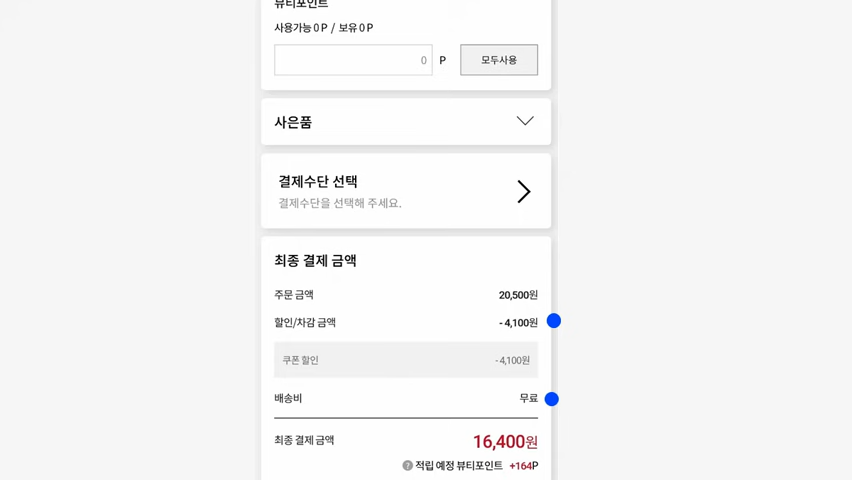 뷰티포인트
사용가능 0 P / 보유 0 P
0 P 모두사용
사은품
결제수단 선택
결제수단을 선택해 주세요.
최종 결제 금액
주문 금액 20,500원
할인/차감 금액 - 4,100원
쿠폰 할인 - 4,100원
배송비 무료
최종 결제 금액 16,400원
? 적립 예정 뷰티포인트 +164P